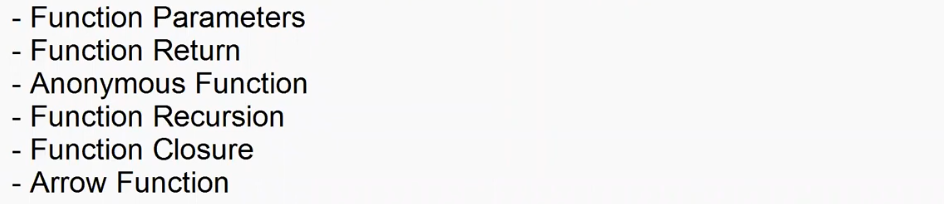 - Function Parameters
- Function Return
- Anonymous Function
- Function Recursion
- Function Closure
- Arrow Function